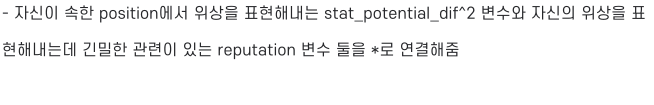 - 자신이 속한 position에서 위상을 표현해내는 stat_potential_dif^2 변수와 자신의 위상을 표
현해내는데 긴밀한 관련이 있는 reputation 변수 둘을 *로 연결해줌